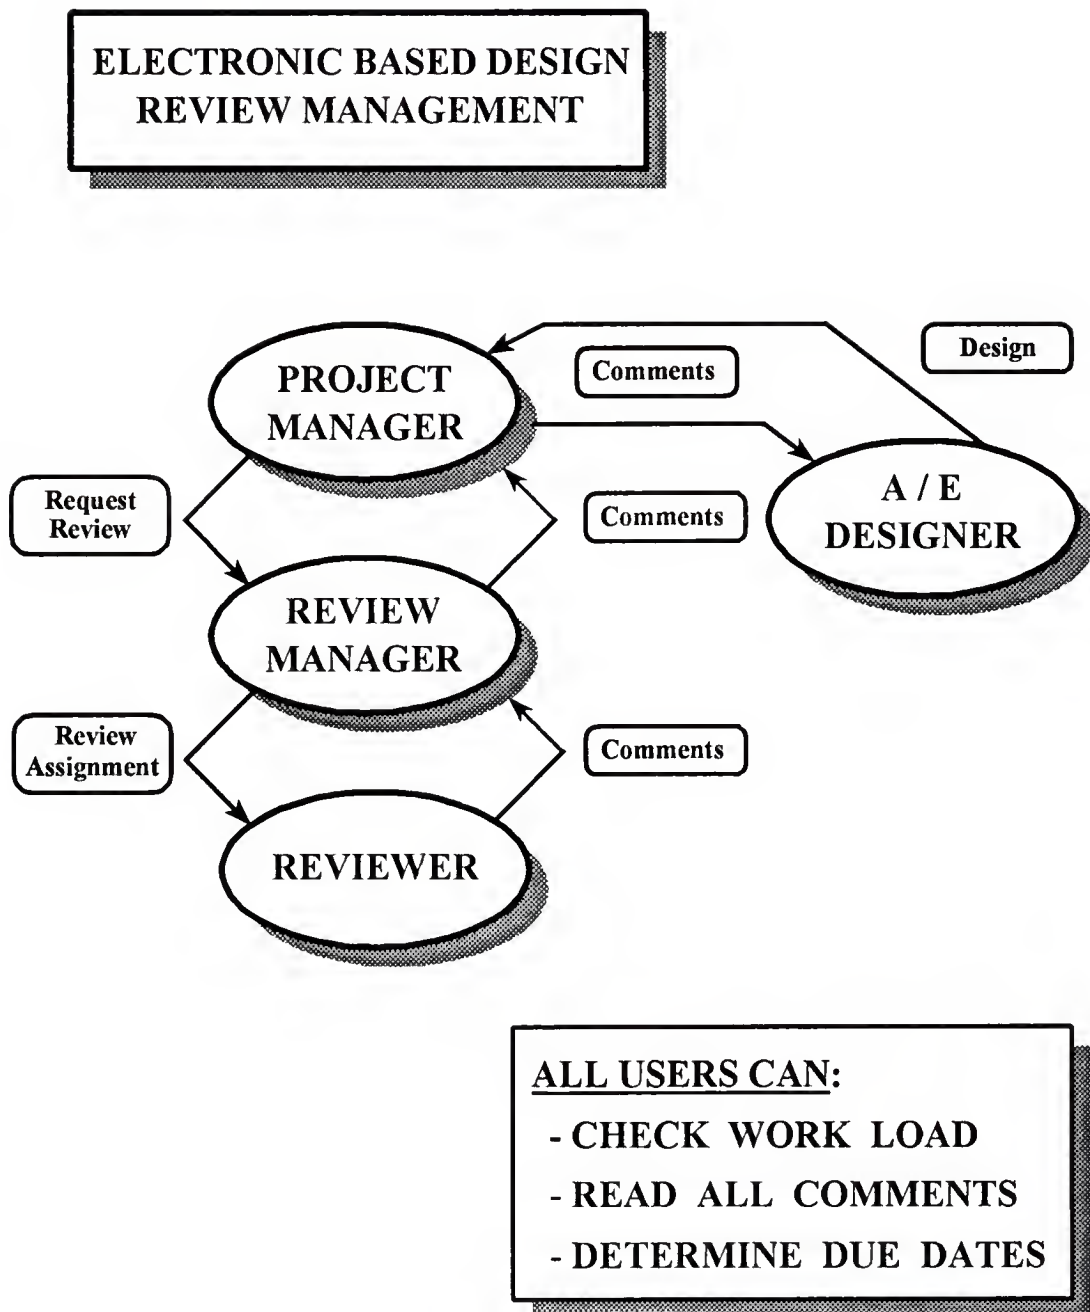 ELECTRONIC BASED DESIGN
REVIEW MANAGEMENT
Design
Comments
PROJECT
MANAGER
A / E
DESIGNER
Request
Review
Comments
REVIEW
MANAGER
Review
Assignment
Comments
REVIEWER
ALL USERS CAN:
- CHECK WORK LOAD
- READ ALL COMMENTS
- DETERMINE DUE DATES